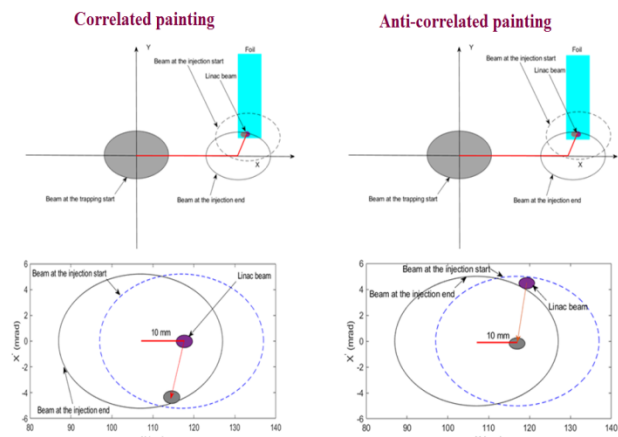 Correlated painting
Anti-correlated painting
Y
Foil
Beam at the injection start
Linac beam
X
Beam at the trapping start
Beam at the injection end
Y
Foil
Beam at the injection start
Linac beam
X
Beam at the trapping start
Beam at the injection end
6
4
2
0
-2
-4
-6
X' (mrad)
Beam at the injection start
Linac beam
10 mm
Beam at the injection end
80 90 100 110 120 130 140
6
4
2
0
-2
-4
-6
X' (mrad)
Beam at the injection start
Beam at the injection end
Linac beam
10 mm
80 90 100 110 120 130 140